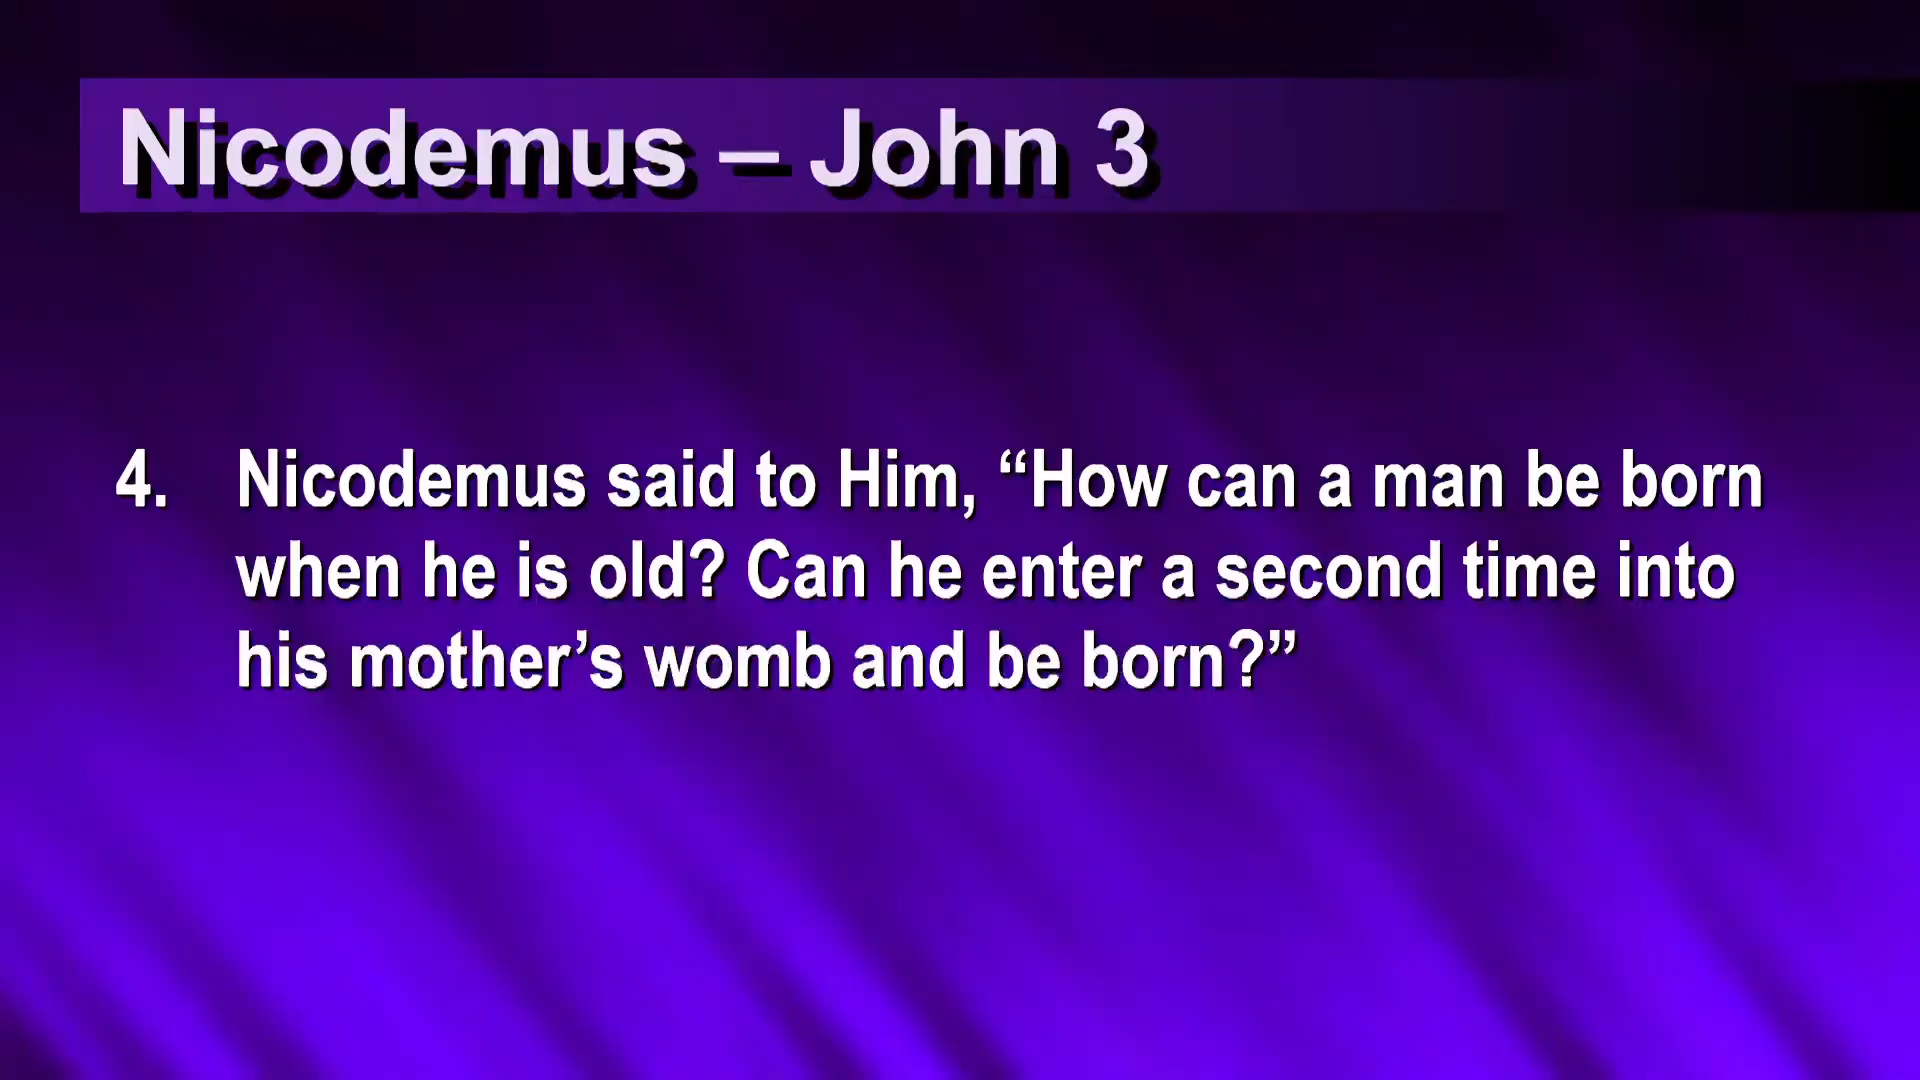 Nicodemus – John 3
4. Nicodemus said to Him, “How can a man be born
when he is old? Can he enter a second time into
his mother’s womb and be born?”